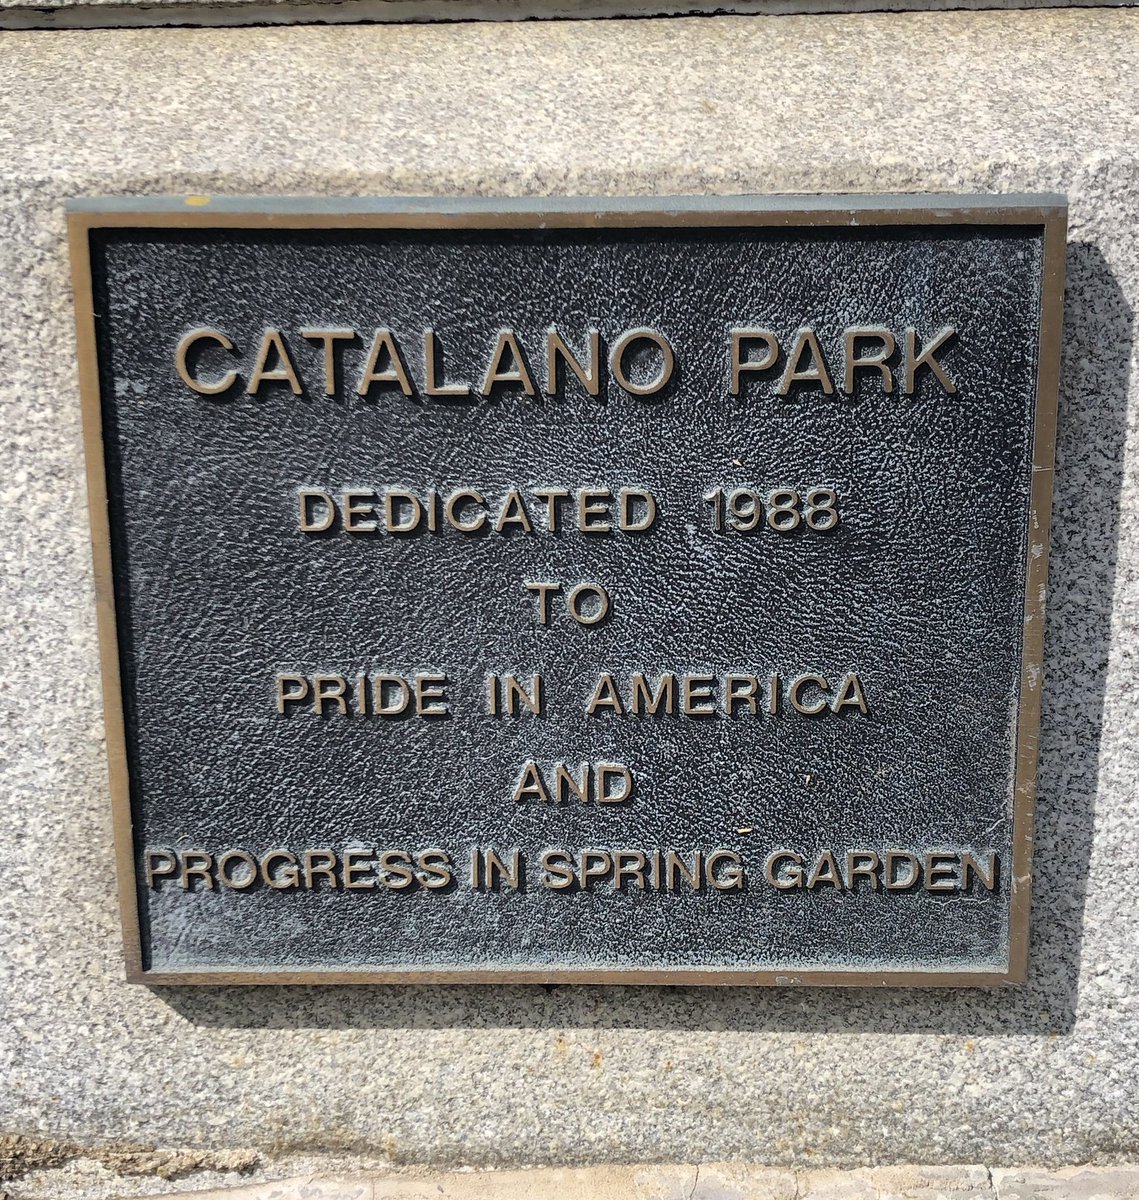 CATALANO PARK
DEDICATED 1988
TO
PRIDE IN AMERICA
AND
PROGRESS IN SPRING GARDEN